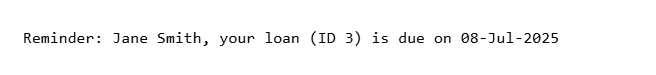 Reminder: Jane Smith, your loan (ID 3) is due on 08-Jul-2025